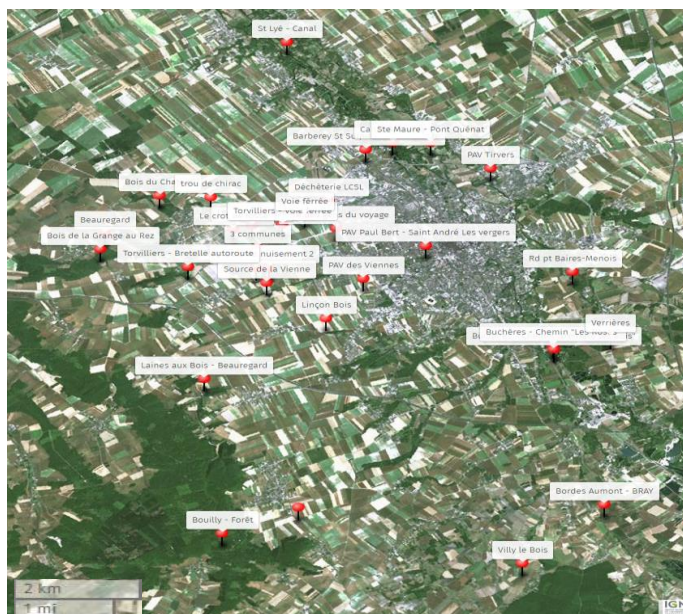 St Lyé - Canal
Ca
Ste Maure - Pont Quénat
Barberey St Su
PAV Tirvers
Bois du Cha
trou de chirac
Déchèterie LCSL
Voie ferrée
Le crot
Torvilliers - Voie ferrée
s du voyage
Beauregard
3 communes
PAV Paul Bert - Saint André Les vergers
Bois de la Grange au Rez
Torvilliers - Bretelle autoroute
nuisement 2
Source de la Vienne
PAV des Viennes
Rd pt Baires-Menois
Linçon Bois
Verrières
Buchères - Chemin "Les
Laines aux Bois - Beauregard
Bordes Aumont - BRAY
Bouilly - Forêt
Villy le Bois
2 km
1 mi
IGN